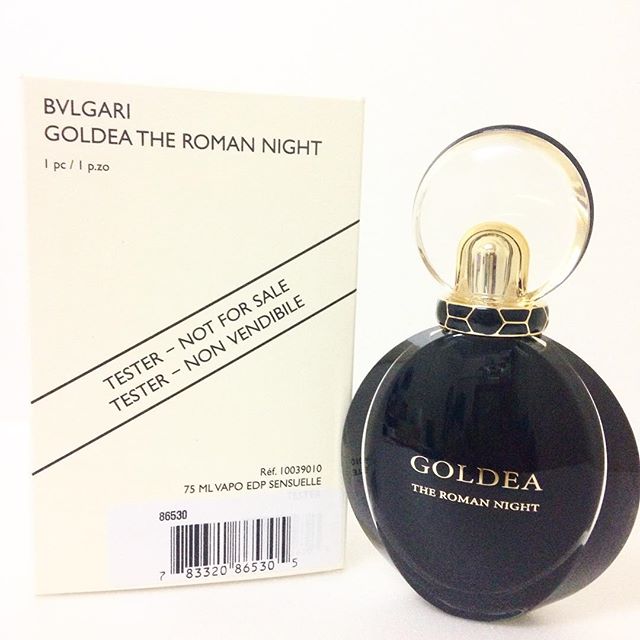 BVLGARI
GOLDEA THE ROMAN NIGHT
1 pc / 1 p.zo
TESTER – NOT FOR SALE
TESTER – NON VENDIBILE
Réf. 10039010
75 ML VAPO EDP SENSUELLE
TESTER
86530
7 83320 86530 5
GOLDEA
THE ROMAN NIGHT